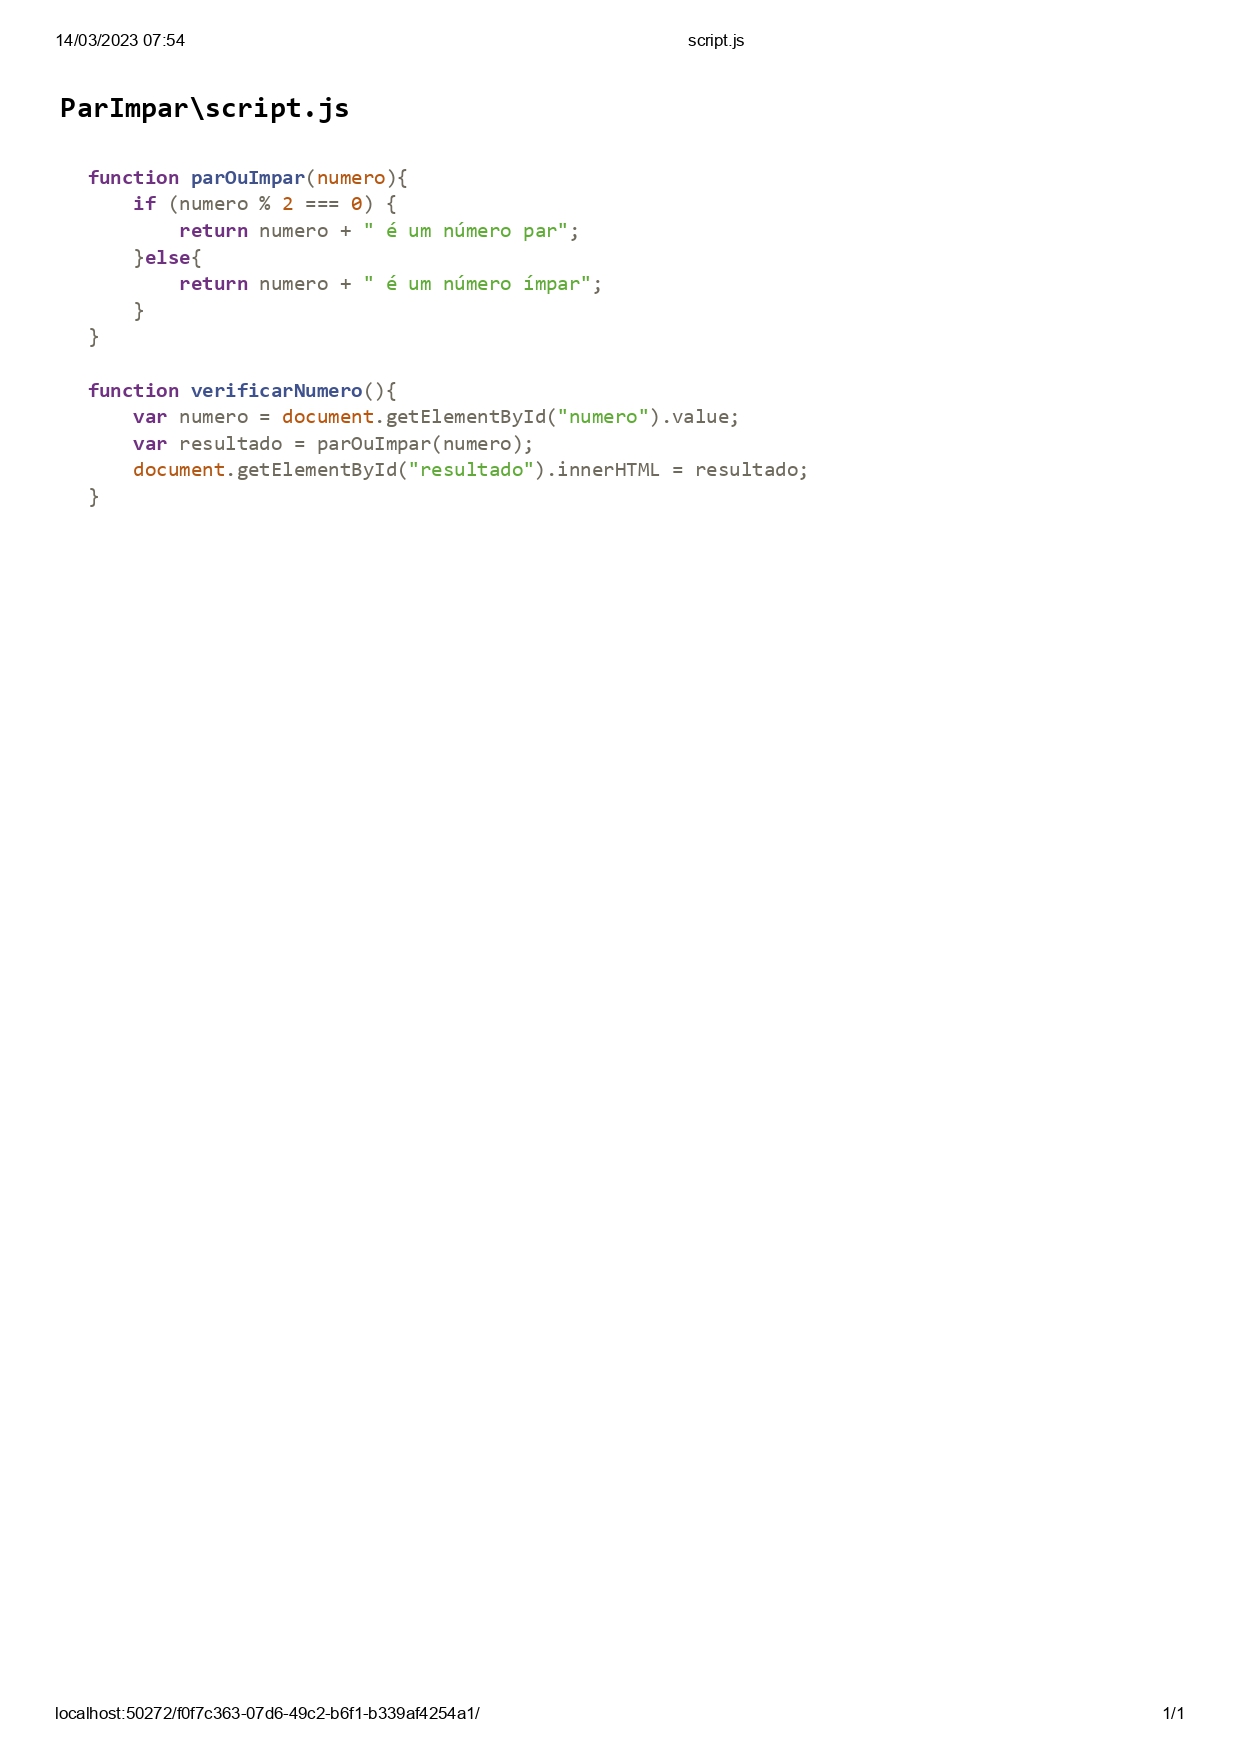 14/03/2023 07:54 script.js
ParImpar\script.js
function parOuImpar(numero){
    if (numero % 2 === 0) {
        return numero + " é um número par";
    }else{
        return numero + " é um número ímpar";
    }
}
function verificarNumero(){
    var numero = document.getElementById("numero").value;
    var resultado = parOuImpar(numero);
    document.getElementById("resultado").innerHTML = resultado;
}
localhost:50272/f0f7c363-07d6-49c2-b6f1-b339af4254a1/ 1/1